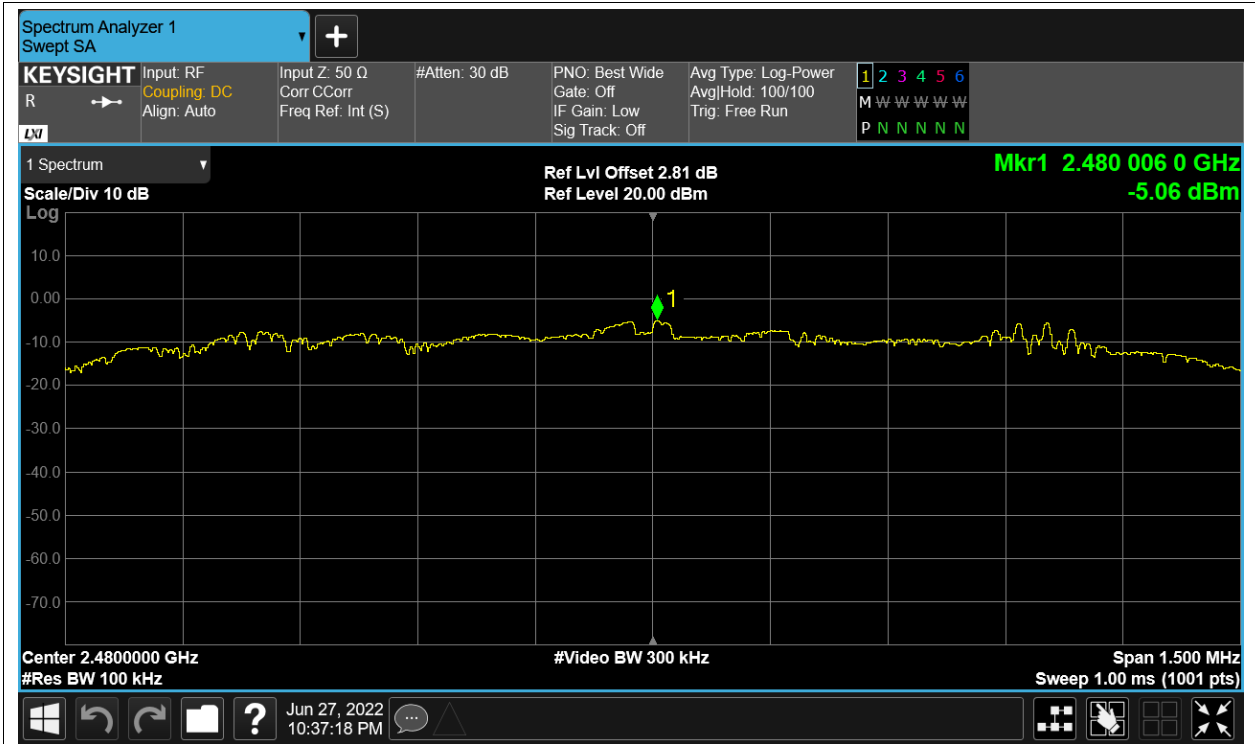 Spectrum Analyzer 1
Swept SA
KEYSIGHT
R
LXI
Input: RF
Coupling: DC
Align: Auto
Input Z: 50 Ω
Corr CCorr
Freq Ref: Int (S)
#Atten: 30 dB
PNO: Best Wide
Gate: Off
IF Gain: Low
Sig Track: Off
Avg Type: Log-Power
Avg|Hold: 100/100
Trig: Free Run
1 2 3 4 5 6
M W W W W W W
P N N N N N
1 Spectrum
Scale/Div 10 dB
Log
Ref Lvl Offset 2.81 dB
Ref Level 20.00 dBm
Mkr1 2.480 006 0 GHz
-5.06 dBm
1
10.0
0.00
-10.0
-20.0
-30.0
-40.0
-50.0
-60.0
-70.0
Center 2.4800000 GHz
#Res BW 100 kHz
#Video BW 300 kHz
Span 1.500 MHz
Sweep 1.00 ms (1001 pts)
?
Jun 27, 2022
10:37:18 PM